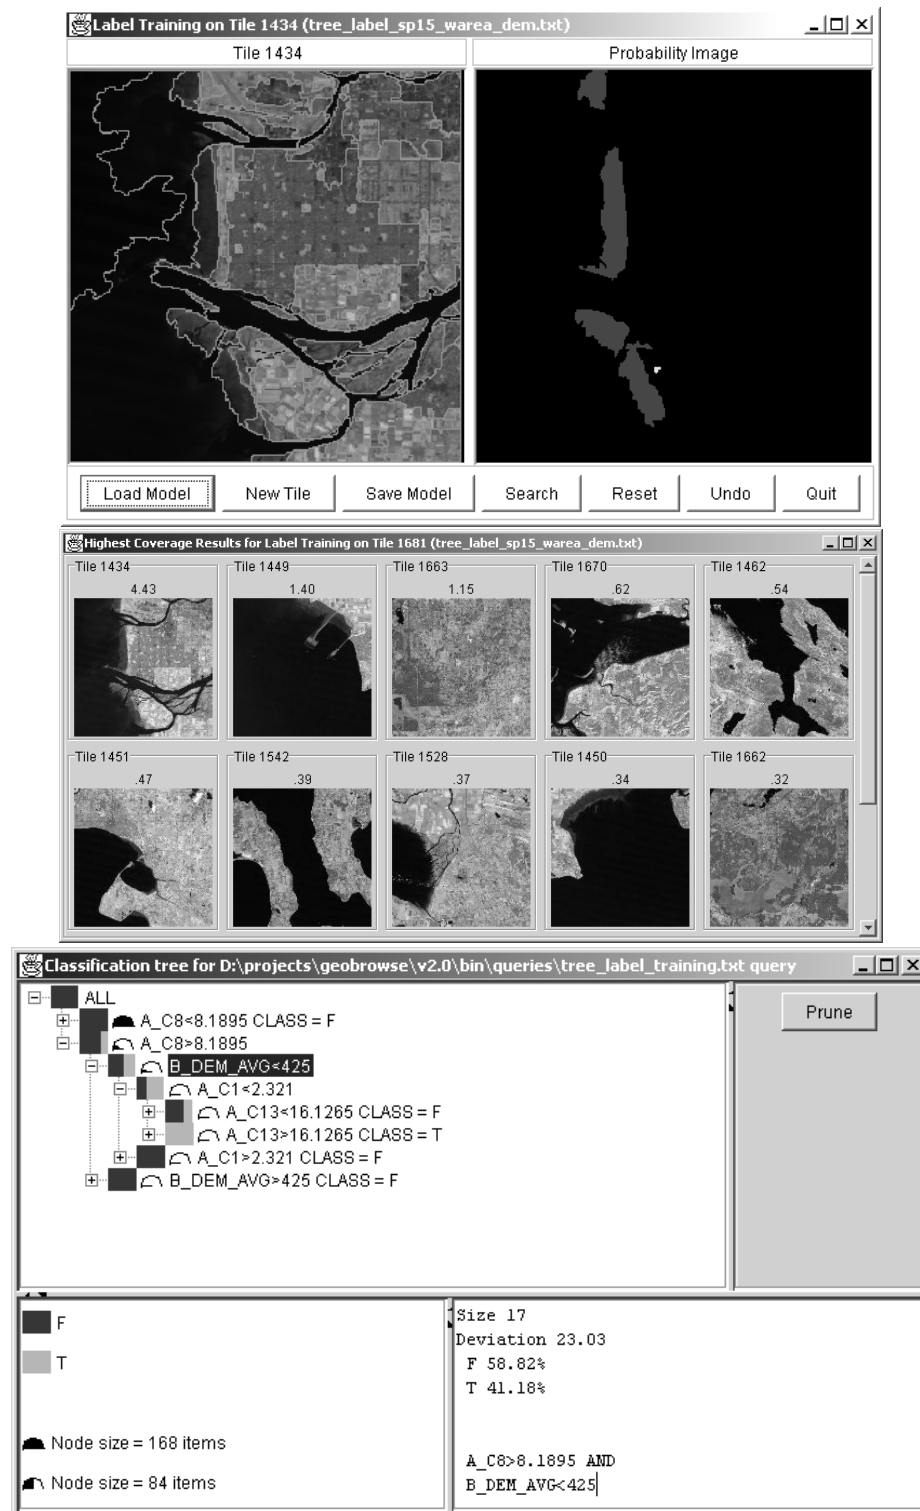 Label Training on Tile 1434 (tree_label_sp15_warea_dem.txt)
Tile 1434
Probability Image
Load Model
New Tile
Save Model
Search
Reset
Undo
Quit
Highest Coverage Results for Label Training on Tile 1681 (tree_label_sp15_warea_dem.txt)
Tile 1434
Tile 1449
Tile 1663
Tile 1670
Tile 1462
4.43
1.40
1.15
.62
.54
Tile 1451
Tile 1542
Tile 1528
Tile 1450
Tile 1662
.47
.39
.37
.34
.32
Classification tree for D:\projects\geobrowse\v2.0\bin\queries\tree_label_training.txt query
ALL
A_C8<8.1895 CLASS = F
A_C8>8.1895
B_DEM_AVG<425
A_C1<2.321
A_C13<16.1265 CLASS = F
A_C13>16.1265 CLASS = T
A_C1>2.321 CLASS = F
B_DEM_AVG>425 CLASS = F
Prune
F
T
Node size = 168 items
Node size = 84 items
Size 17
Deviation 23.03
F 58.82%
T 41.18%
A_C8>8.1895 AND
B_DEM_AVG<425